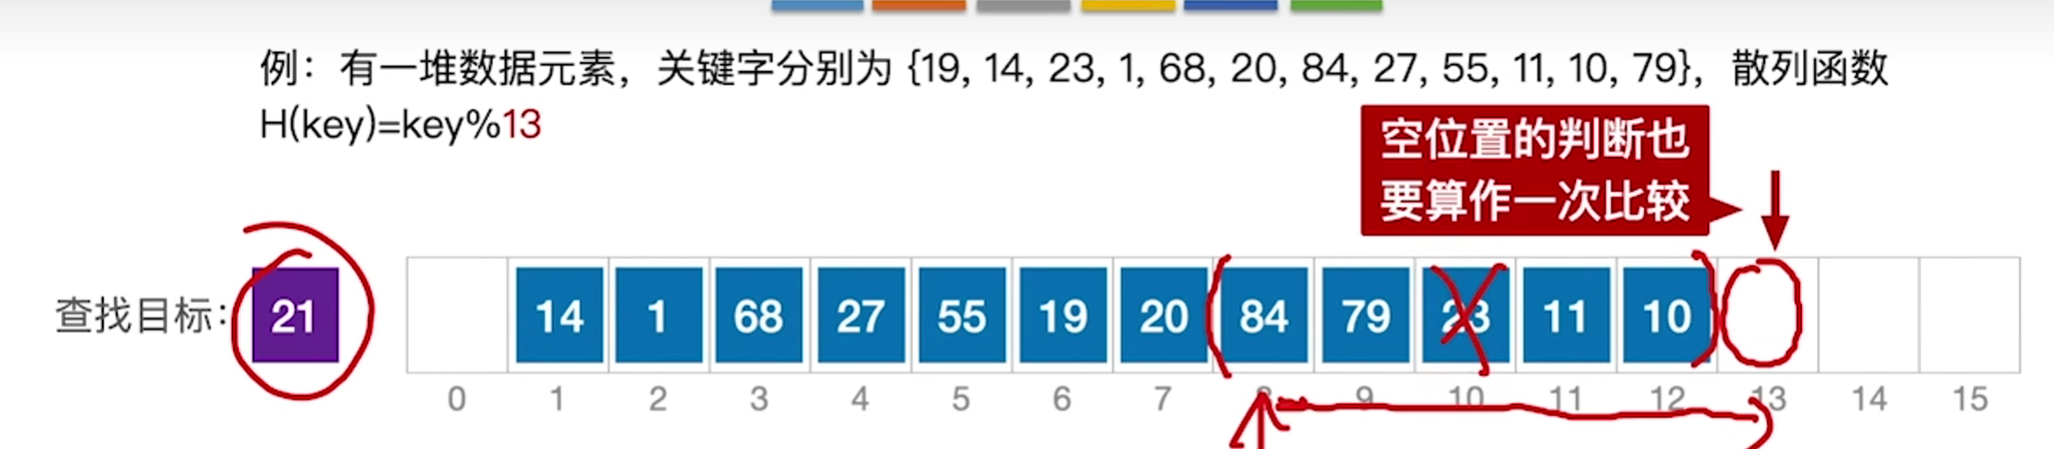 例：有一堆数据元素，关键字分别为 {19, 14, 23, 1, 68, 20, 84, 27, 55, 11, 10, 79}，散列函数
H(key)=key%13
空位置的判断也
要算作一次比较
查找目标： 21 14 1 68 27 55 19 20 84 79 23 11 10
0 1 2 3 4 5 6 7 8 9 10 11 12 13 14 15